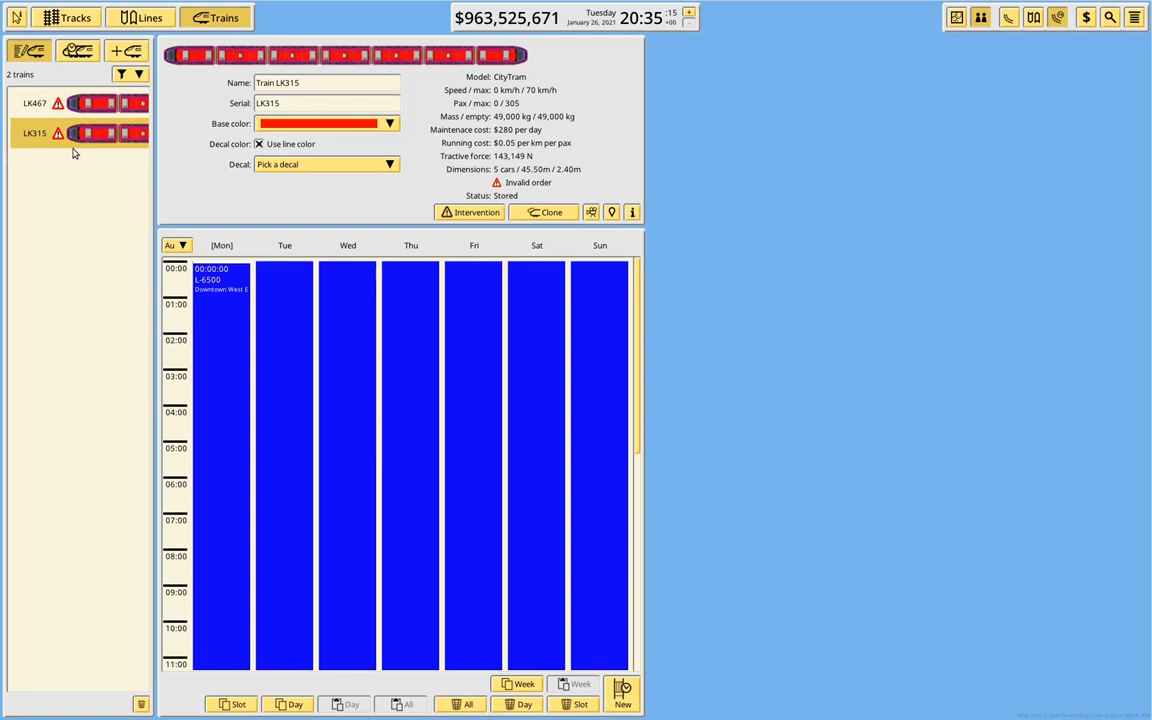 Tracks Lines Trains
$963,525,671 Tuesday January 26, 2021 20:35 :15 +00 + -
$
2 trains
LK467
LK315
Name: Train LK315
Serial: LK315
Base color:
Decal color: Use line color
Decal: Pick a decal
Model: CityTram
Speed / max: 0 km/h / 70 km/h
Pax / max: 0 / 305
Mass / empty: 49,000 kg / 49,000 kg
Maintenace cost: $280 per day
Running cost: $0.05 per km per pax
Tractive force: 143,149 N
Dimensions: 5 cars / 45.50m / 2.40m
Invalid order
Status: Stored
Intervention Clone
Au [Mon] Tue Wed Thu Fri Sat Sun
00:00 00:00:00
L-6500
Downtown West E
01:00
02:00
03:00
04:00
05:00
06:00
07:00
08:00
09:00
10:00
11:00
Week Week
Slot Day Day All All Day Slot New